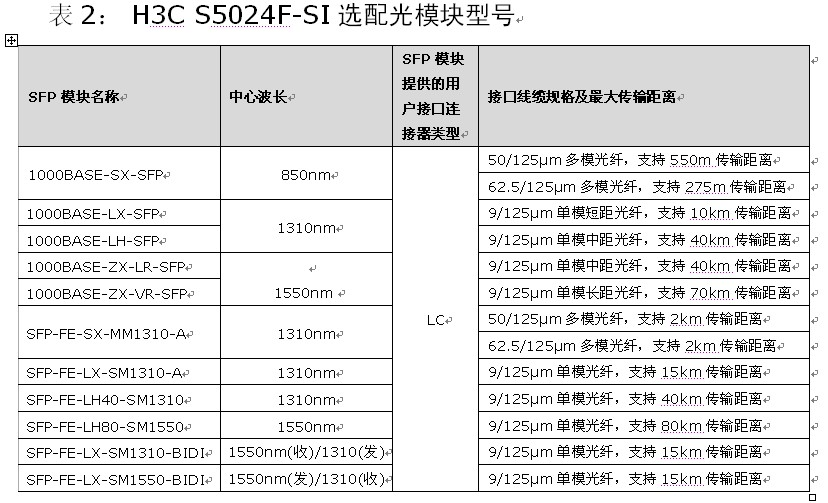 表 2： H3C S5024F-SI 选配光模块型号
SFP 模块名称
中心波长
SFP 模块
提供的用
户接口连
接器类型
接口线缆规格及最大传输距离
1000BASE-SX-SFP
850nm
LC
50/125µm 多模光纤，支持 550m 传输距离
62.5/125µm 多模光纤，支持 275m 传输距离
1000BASE-LX-SFP
1310nm
9/125µm 单模短距光纤，支持 10km 传输距离
1000BASE-LH-SFP
9/125µm 单模中距光纤，支持 40km 传输距离
1000BASE-ZX-LR-SFP
1550nm
9/125µm 单模中距光纤，支持 40km 传输距离
1000BASE-ZX-VR-SFP
9/125µm 单模长距光纤，支持 70km 传输距离
SFP-FE-SX-MM1310-A
1310nm
50/125µm 多模光纤，支持 2km 传输距离
62.5/125µm 多模光纤，支持 2km 传输距离
SFP-FE-LX-SM1310-A
1310nm
9/125µm 单模光纤，支持 15km 传输距离
SFP-FE-LH40-SM1310
1310nm
9/125µm 单模光纤，支持 40km 传输距离
SFP-FE-LH80-SM1550
1550nm
9/125µm 单模光纤，支持 80km 传输距离
SFP-FE-LX-SM1310-BIDI
1550nm(收)/1310(发)
9/125µm 单模光纤，支持 15km 传输距离
SFP-FE-LX-SM1550-BIDI
1550nm(发)/1310(收)
9/125µm 单模光纤，支持 15km 传输距离